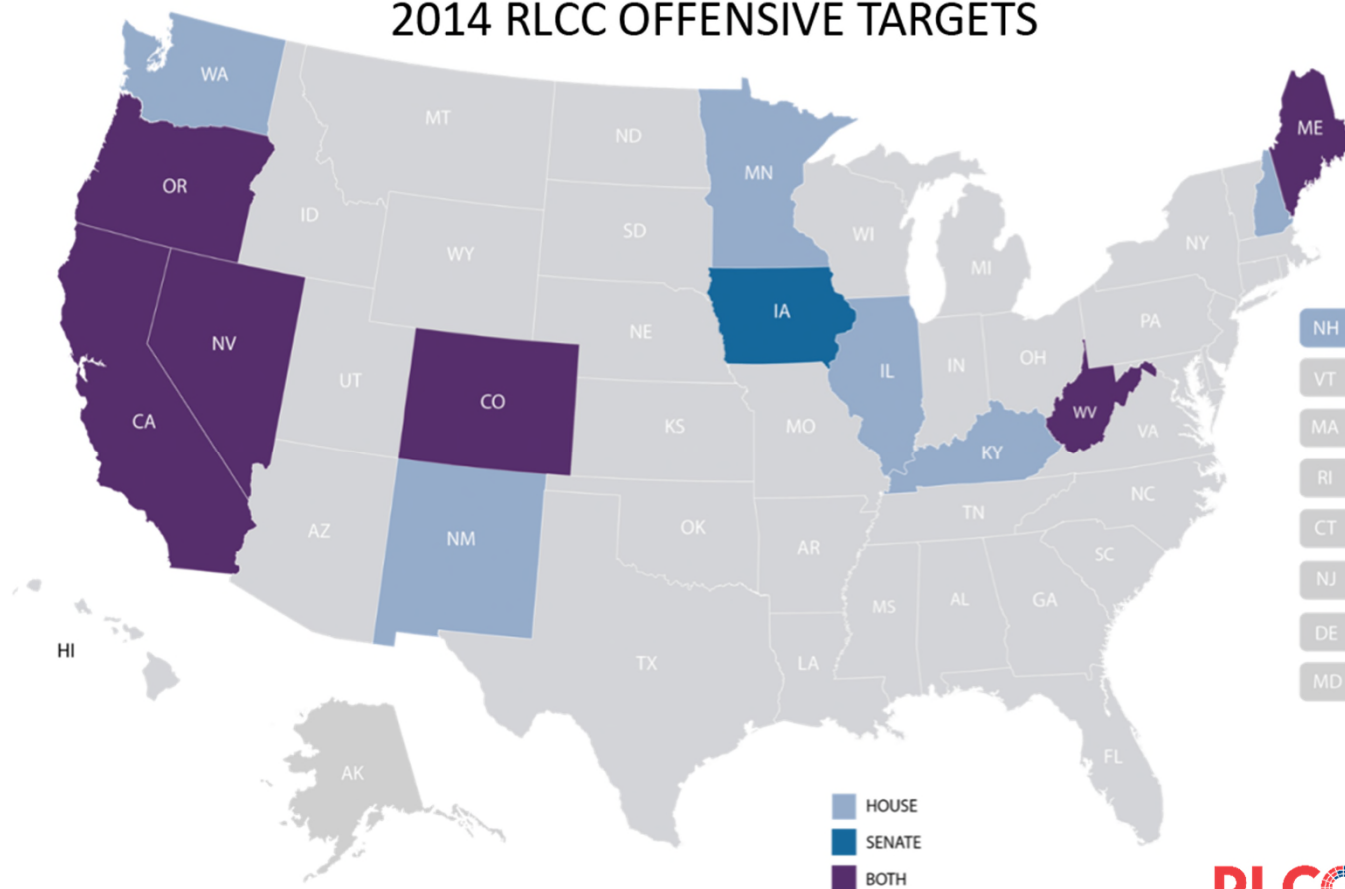 2014 RLCC OFFENSIVE TARGETS
WA
MT
ND
MN
ME
OR
ID
SD
WI
NY
WY
MI
IA
NE
PA
NH
NV
UT
CO
IL
IN
OH
VT
CA
KS
MO
WV
VA
MA
KY
RI
AZ
NM
OK
TN
NC
CT
AR
SC
NJ
MS
AL
GA
DE
HI
TX
LA
MD
AK
FL
HOUSE
SENATE
BOTH